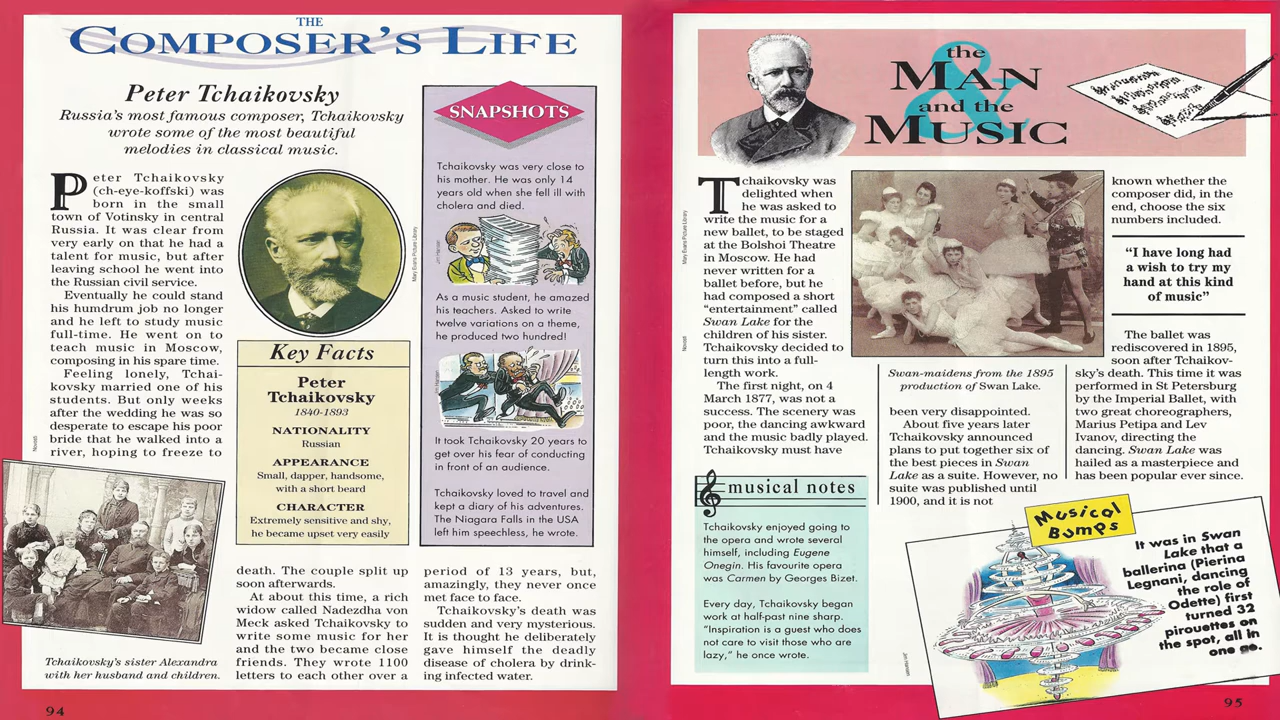 THE
COMPOSER'S LIFE
Peter Tchaikovsky
Russia's most famous composer, Tchaikovsky
wrote some of the most beautiful
melodies in classical music.
Peter Tchaikovsky
(ch-eye-koffski) was
born in the small
town of Votinsky in central
Russia. It was clear from
very early on that he had a
talent for music, but after
leaving school he went into
the Russian civil service.
Eventually he could stand
his humdrum job no longer
and he left to study music
full-time. He went on to
teach music in Moscow,
composing in his spare time.
Feeling lonely, Tchai-
kovsky married one of his
students. But only weeks
after the wedding he was so
desperate to escape his poor
bride that he walked into a
river, hoping to freeze to
Novosti
Tchaikovsky's sister Alexandra
with her husband and children.
Mary Evans Picture Library
Key Facts
Peter
Tchaikovsky
1840-1893
NATIONALITY
Russian
APPEARANCE
Small, dapper, handsome,
with a short beard
CHARACTER
Extremely sensitive and shy,
he became upset very easily
death. The couple split up
soon afterwards.
At about this time, a rich
widow called Nadezdha von
Meck asked Tchaikovsky to
write some music for her
and the two became close
friends. They wrote 1100
letters to each other over a
SNAPSHOTS
Tchaikovsky was very close to
his mother. He was only 14
years old when she fell ill with
cholera and died.
Jim Hansen
As a music student, he amazed
his teachers. Asked to write
twelve variations on a theme,
he produced two hundred!
Jim Hansen
It took Tchaikovsky 20 years to
get over his fear of conducting
in front of an audience.
Tchaikovsky loved to travel and
kept a diary of his adventures.
The Niagara Falls in the USA
left him speechless, he wrote.
period of 13 years, but,
amazingly, they never once
met face to face.
Tchaikovsky's death was
sudden and very mysterious.
It is thought he deliberately
gave himself the deadly
disease of cholera by drink-
ing infected water.
94
the
&
MAN
and the
MUSIC
Mary Evans Picture Library
Novosti
Tchaikovsky was
delighted when
he was asked to
write the music for a
new ballet, to be staged
at the Bolshoi Theatre
in Moscow. He had
never written for a
ballet before, but he
had composed a short
"entertainment" called
Swan Lake for the
children of his sister.
Tchaikovsky decided to
turn this into a full-
length work.
The first night, on 4
March 1877, was not a
success. The scenery was
poor, the dancing awkward
and the music badly played.
Tchaikovsky must have
musical notes
Tchaikovsky enjoyed going to
the opera and wrote several
himself, including Eugene
Onegin. His favourite opera
was Carmen by Georges Bizet.
Every day, Tchaikovsky began
work at half-past nine sharp.
"Inspiration is a guest who does
not care to visit those who are
lazy," he once wrote.
Swan-maidens from the 1895
production of Swan Lake.
been very disappointed.
About five years later
Tchaikovsky announced
plans to put together six of
the best pieces in Swan
Lake as a suite. However, no
suite was published until
1900, and it is not
known whether the
composer did, in the
end, choose the six
numbers included.
"I have long had
a wish to try my
hand at this kind
of music"
The ballet was
rediscovered in 1895,
soon after Tchaikov-
sky's death. This time it was
performed in St Petersburg
by the Imperial Ballet, with
two great choreographers,
Marius Petipa and Lev
Ivanov, directing the
dancing. Swan Lake was
hailed as a masterpiece and
has been popular ever since.
Musical
Bumps
It was in Swan
Lake that a
ballerina (Pierina
Legnani, dancing
the role of
Odette) first
turned 32
pirouettes on
the spot, all in
one go.
Jim Hansen
95